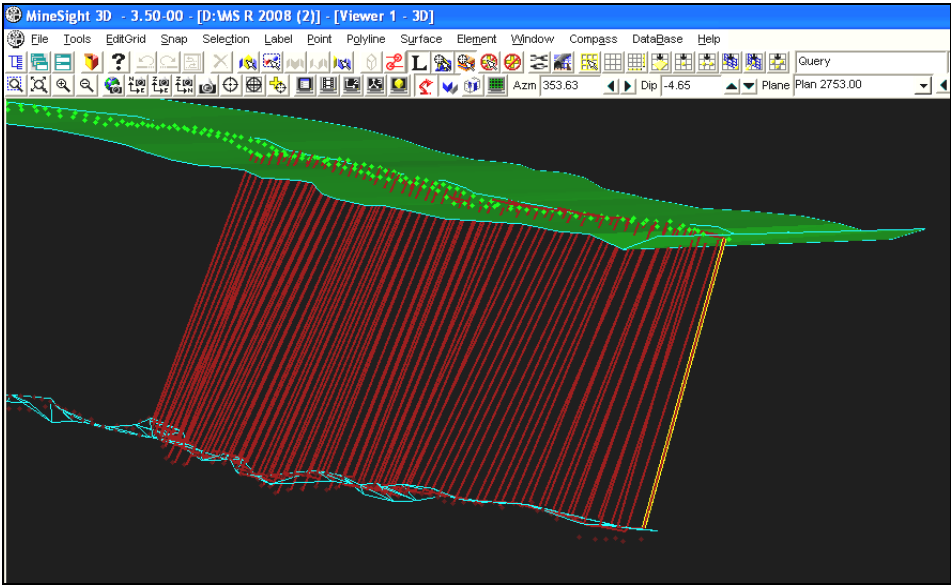 MineSight 3D - 3.50-00 - [D:\MS R 2008 (2)] - [Viewer 1 - 3D]
File Tools EditGrid Snap Selection Label Point Polyline Surface Element Window Compass DataBase Help
Query
Azm 353.63 Dip -4.65 Plane Plan 2753.00